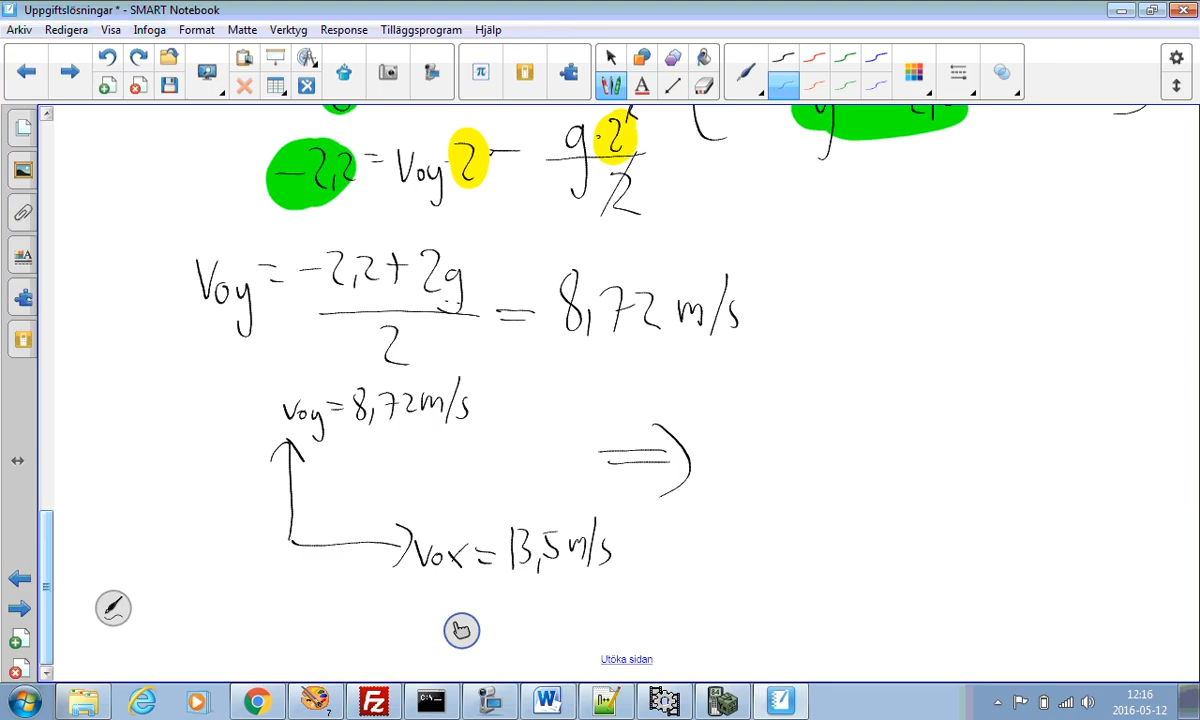 Uppgiftslösningar * - SMART Notebook
Arkiv Redigera Visa Infoga Format Matte Verktyg Response Tilläggsprogram Hjälp
-2,2 = Voy 2 - g·2² / 2
Voy = -2,2 + 2g / 2 = 8,72 m/s
Voy = 8,72 m/s
⇒
Vox = 13,5 m/s
Utöka sidan
12:16
2016-05-12